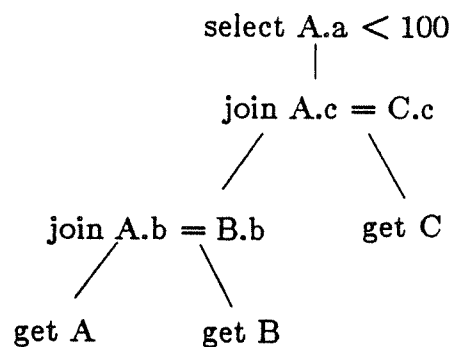 select A.a < 100
join A.c = C.c
join A.b = B.b
get C
get A
get B